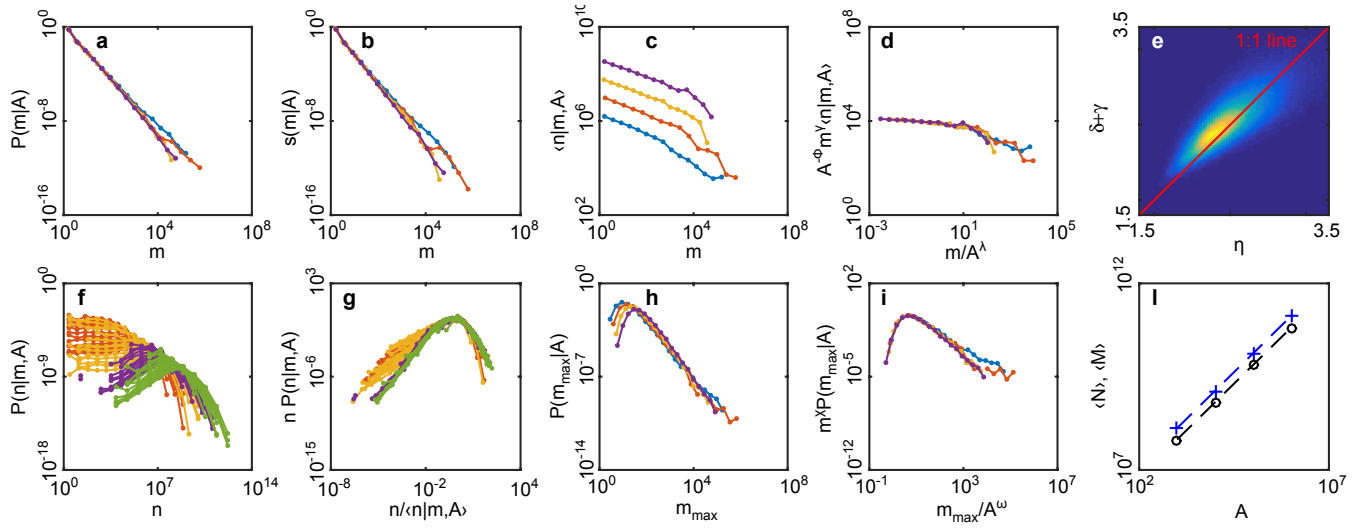 a
10^0
10^-8
10^-16
P(m|A)
10^0
10^4
10^8
m
b
10^0
10^-8
10^-16
s(m|A)
10^0
10^4
10^8
m
c
10^10
10^6
10^2
⟨n|m,A⟩
10^0
10^4
10^8
m
d
10^8
10^4
10^0
A^-Φ m^γ ⟨n|m,A⟩
10^-3
10^1
10^5
m/A^λ
e
1:1 line
3.5
1.5
δ+γ
1.5
3.5
η
f
10^0
10^-9
10^-18
P(n|m,A)
10^0
10^7
10^14
n
g
10^3
10^-6
10^-15
n P(n|m,A)
10^-8
10^-2
10^4
n/⟨n|m,A⟩
h
10^0
10^-7
10^-14
P(m_max|A)
10^0
10^4
10^8
m_max
i
10^2
10^-5
10^-12
m^χ P(m_max|A)
10^-1
10^3
10^7
m_max/A^ω
l
10^12
10^7
⟨N⟩, ⟨M⟩
10^2
10^7
A